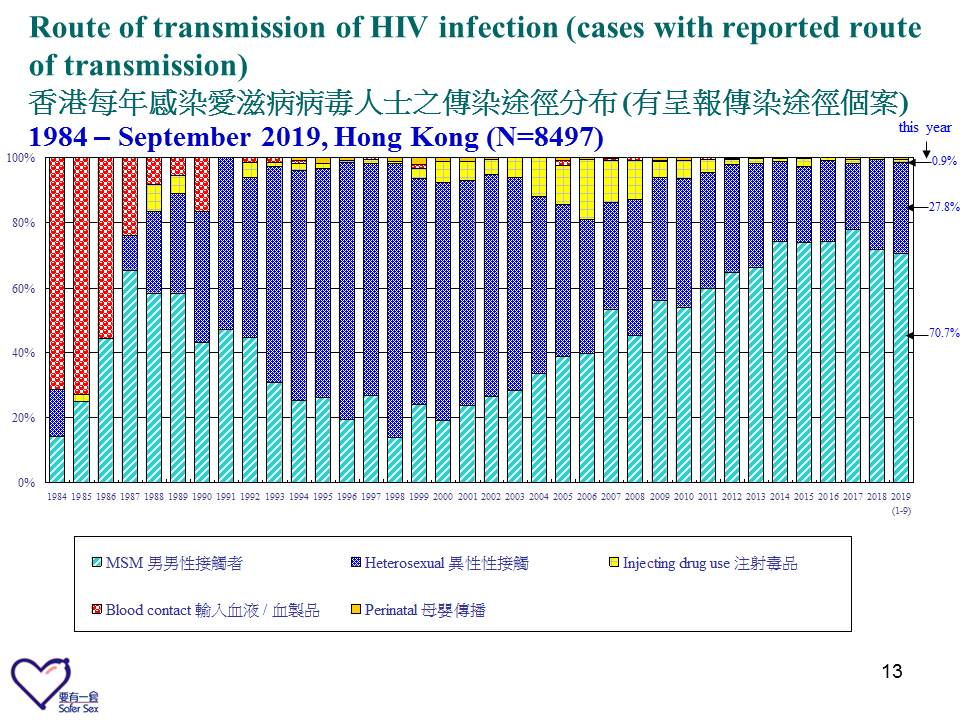 Route of transmission of HIV infection (cases with reported route
of transmission)
香港每年感染愛滋病病毒人士之傳染途徑分布 (有呈報傳染途徑個案)
1984 – September 2019, Hong Kong (N=8497)
this year
100%
80%
60%
40%
20%
0%
0.9%
27.8%
70.7%
1984 1985 1986 1987 1988 1989 1990 1991 1992 1993 1994 1995 1996 1997 1998 1999 2000 2001 2002 2003 2004 2005 2006 2007 2008 2009 2010 2011 2012 2013 2014 2015 2016 2017 2018 2019
(1-9)
MSM 男男性接觸者
Heterosexual 異性性接觸
Injecting drug use 注射毒品
Blood contact 輸入血液 / 血製品
Perinatal 母嬰傳播
要有一套
Safer Sex
13